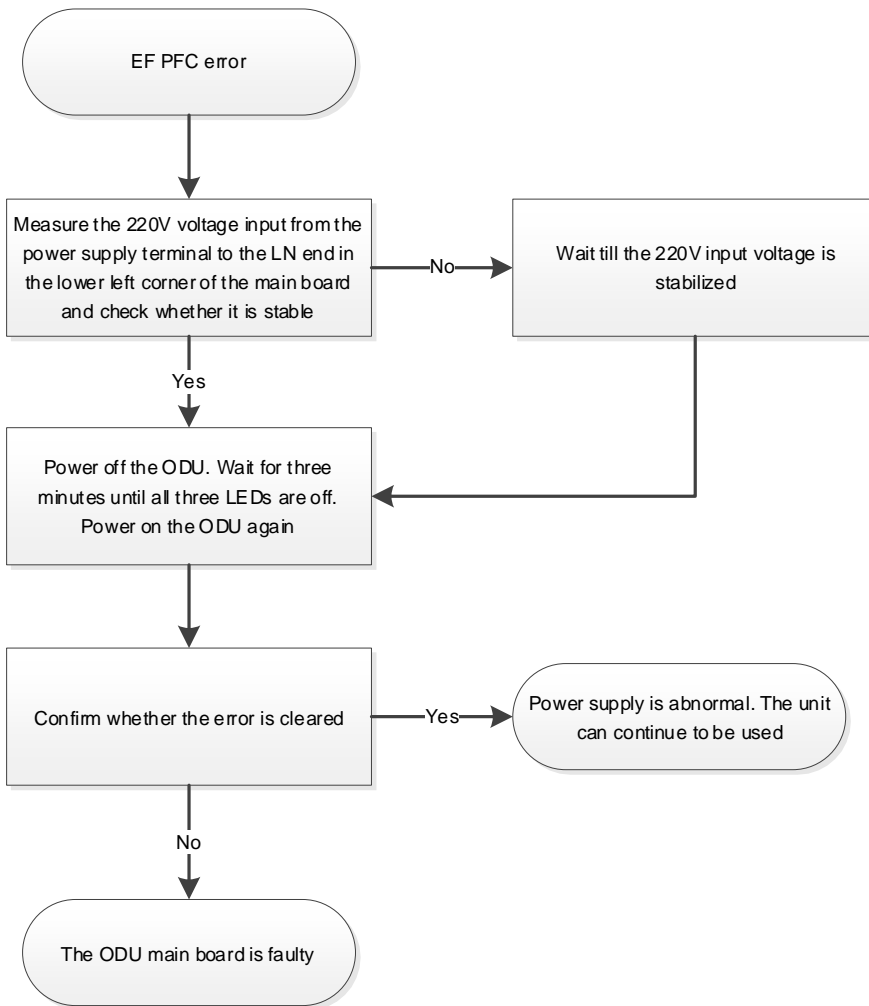 EF PFC error
Measure the 220V voltage input from the
power supply terminal to the LN end in
the lower left corner of the main board
and check whether it is stable
No
Wait till the 220V input voltage is
stabilized
Yes
Power off the ODU. Wait for three
minutes until all three LEDs are off.
Power on the ODU again
Confirm whether the error is cleared
Yes
Power supply is abnormal. The unit
can continue to be used
No
The ODU main board is faulty